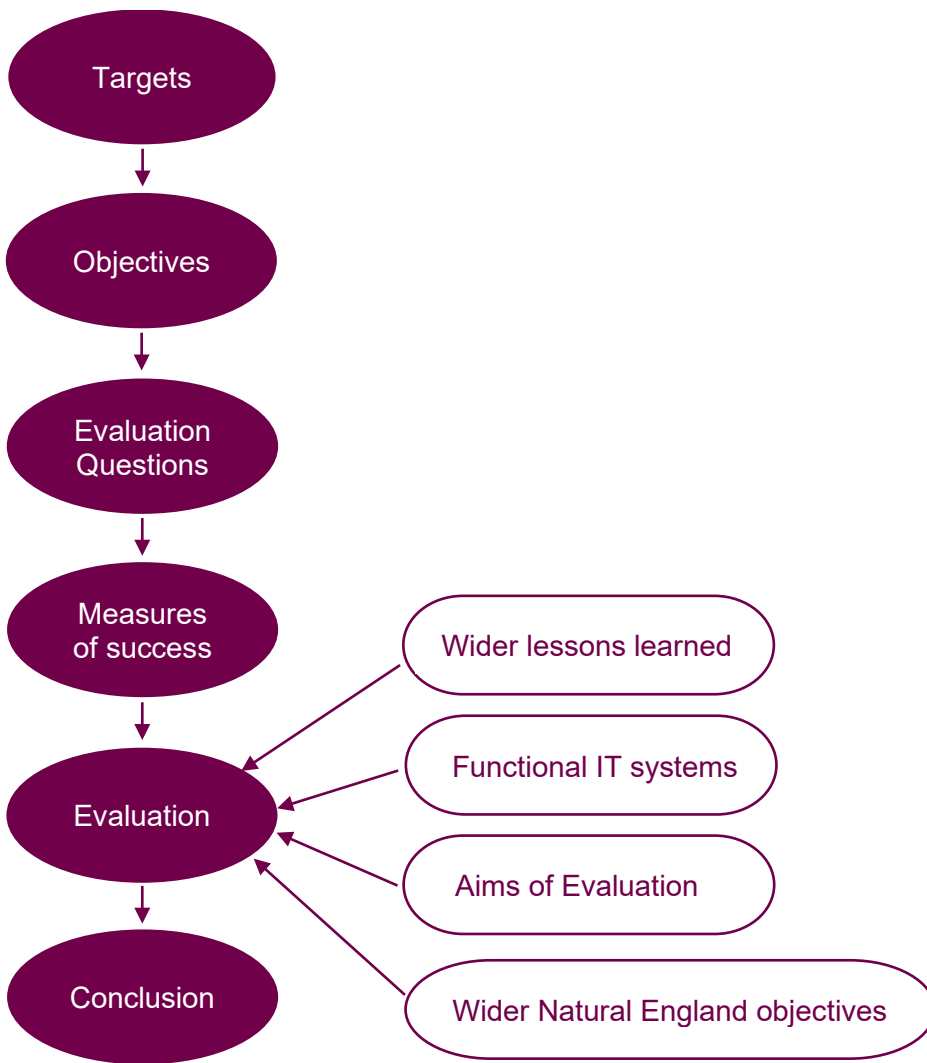 Targets
Objectives
Evaluation
Questions
Measures
of success
Wider lessons learned
Functional IT systems
Evaluation
Aims of Evaluation
Conclusion
Wider Natural England objectives